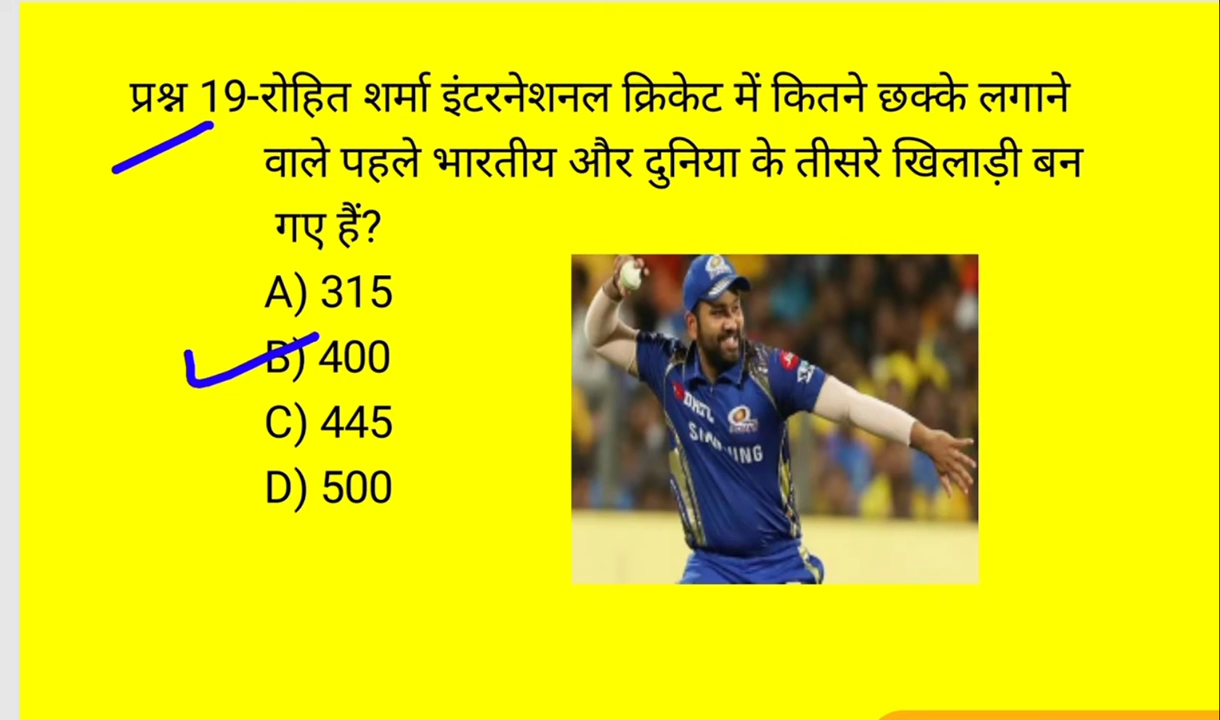 प्रश्न 19-रोहित शर्मा इंटरनेशनल क्रिकेट में कितने छक्के लगाने
वाले पहले भारतीय और दुनिया के तीसरे खिलाड़ी बन
गए हैं?
A) 315
B) 400
C) 445
D) 500